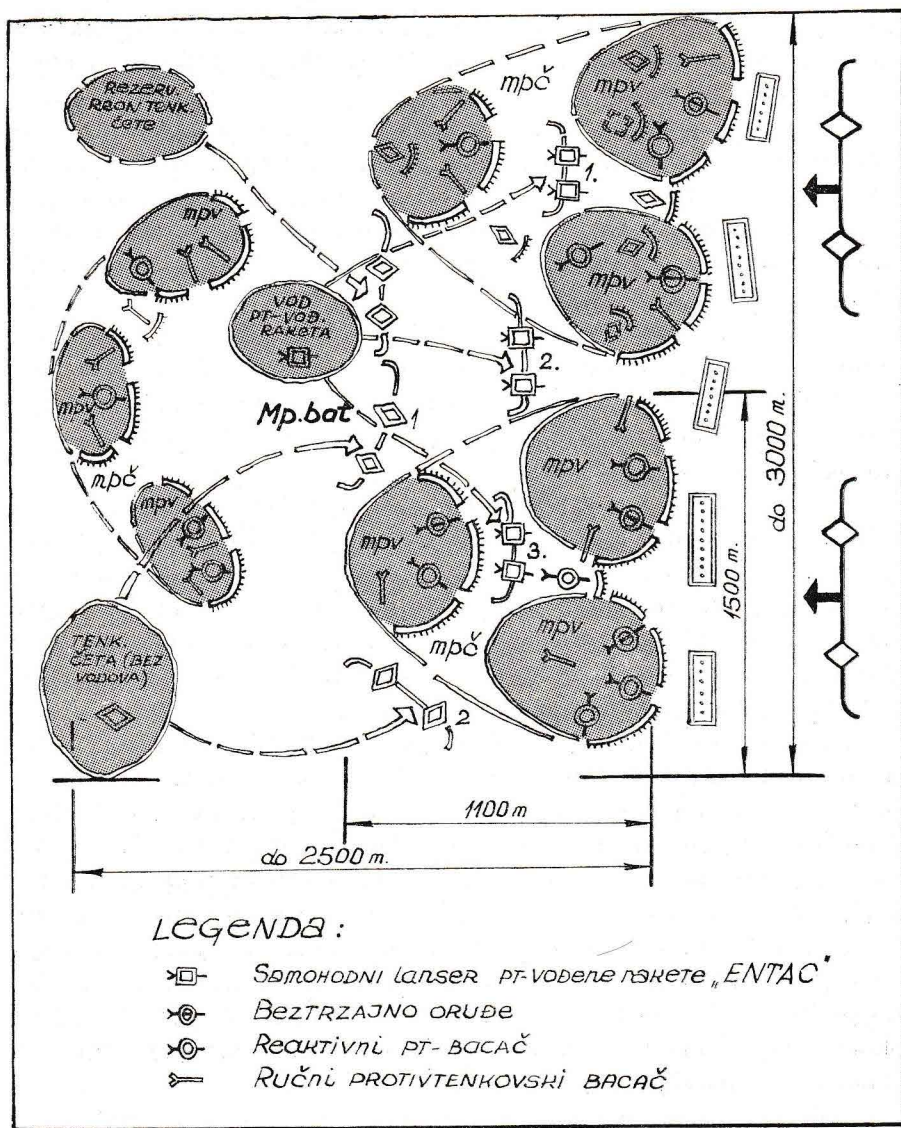 REZERV.
RBON TENK.
ČETE
mpč
mpv
1.
mpv
mpv
VOD
PT-VOĐ.
RAKETA
2.
Mp.bat
1
mpv
mpč
mpv
mpv
mpv
3.
mpč
mpv
TENK.
ČETA (BEZ
VODOVA)
2
1500 m.
do 3000 m.
1100 m
do 2500 m.
LEGENDA :
SAMOHODNI LANSER PT-VOĐENE RAKETE „ENTAC"
BEZTRZAJNO ORUĐE
REAKTIVNI PT-BACAČ
RUČNI PROTIVTENKOVSKI BACAČ